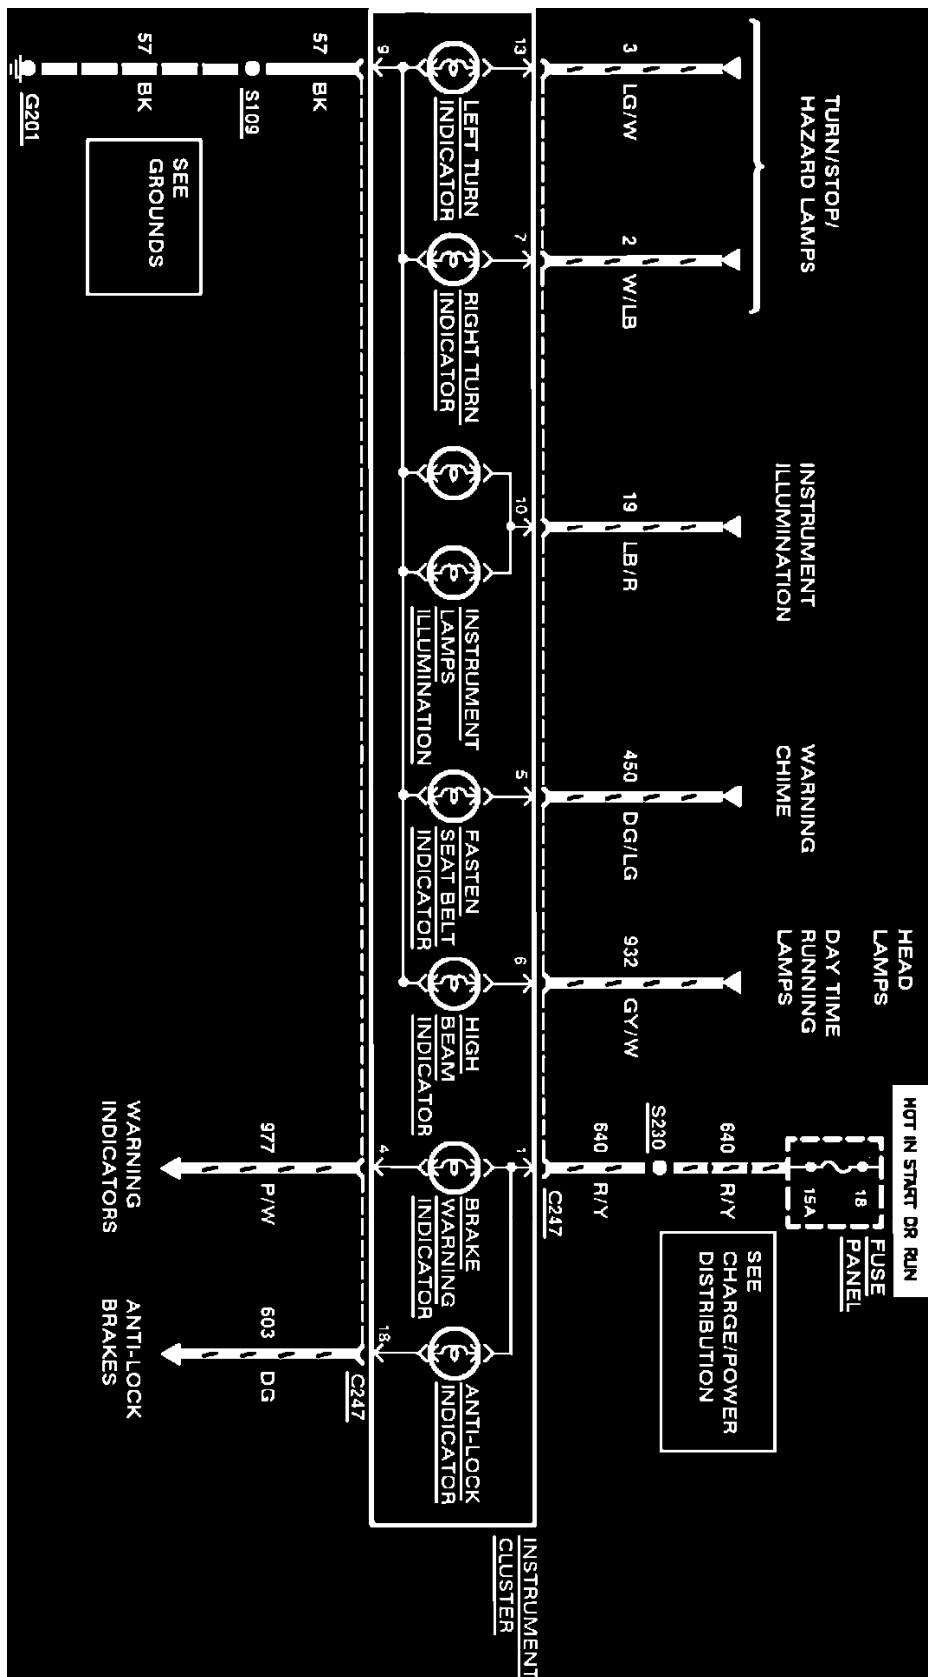 HOT IN START OR RUN
HEAD
LAMPS
TURN/STOP/
HAZARD LAMPS
INSTRUMENT
ILLUMINATION
WARNING
CHIME
DAY TIME
RUNNING
LAMPS
18
15A
FUSE
PANEL
SEE
CHARGE/POWER
DISTRIBUTION
640
R/Y
S230
3
LG/W
2
W/LB
19
LB/R
450
DG/LG
932
GY/W
640
R/Y
C247
13
7
10
5
6
1
INSTRUMENT
CLUSTER
LEFT TURN
INDICATOR
RIGHT TURN
INDICATOR
INSTRUMENT
LAMPS
ILLUMINATION
FASTEN
SEAT BELT
INDICATOR
HIGH
BEAM
INDICATOR
BRAKE
WARNING
INDICATOR
ANTI-LOCK
INDICATOR
9
4
18
C247
57
BK
S109
977
P/W
603
DG
57
BK
SEE
GROUNDS
G201
WARNING
INDICATORS
ANTI-LOCK
BRAKES